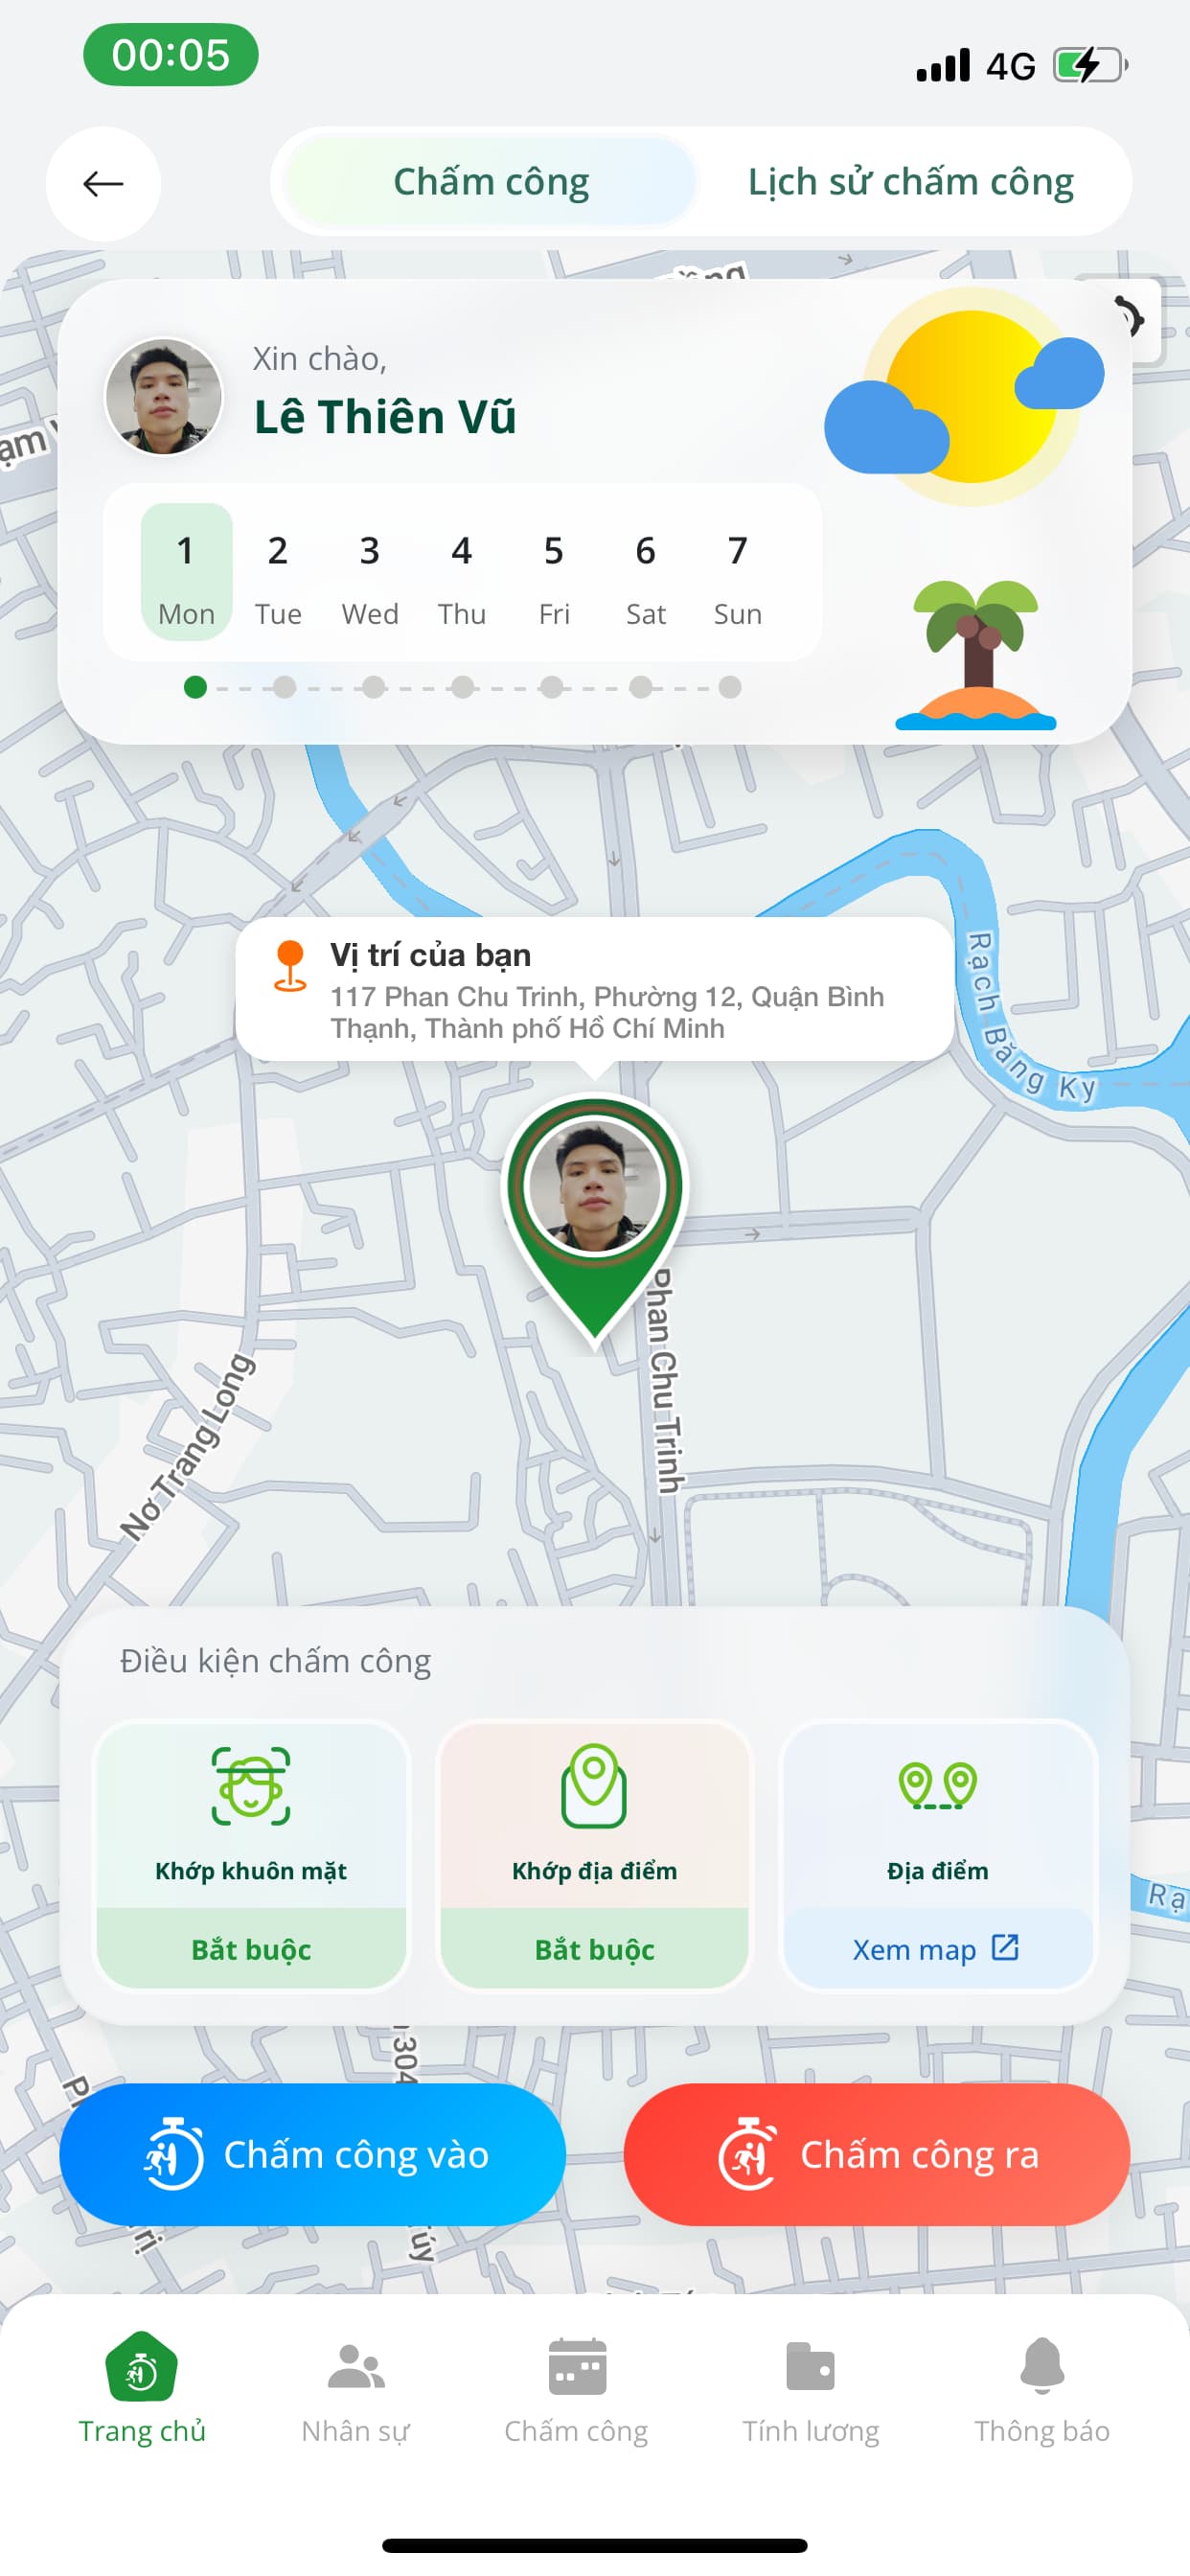 00:05
4G
Chấm công
Lịch sử chấm công
Xin chào,
Lê Thiên Vũ
1 2 3 4 5 6 7
Mon Tue Wed Thu Fri Sat Sun
Vị trí của bạn
117 Phan Chu Trinh, Phường 12, Quận Bình
Thạnh, Thành phố Hồ Chí Minh
Rạch Băng Ky
Phan Chu Trinh
Nơ Trang Long
Điều kiện chấm công
Khớp khuôn mặt
Khớp địa điểm
Địa điểm
Bắt buộc
Bắt buộc
Xem map
304
Chấm công vào
Chấm công ra
Trang chủ
Nhân sự
Chấm công
Tính lương
Thông báo